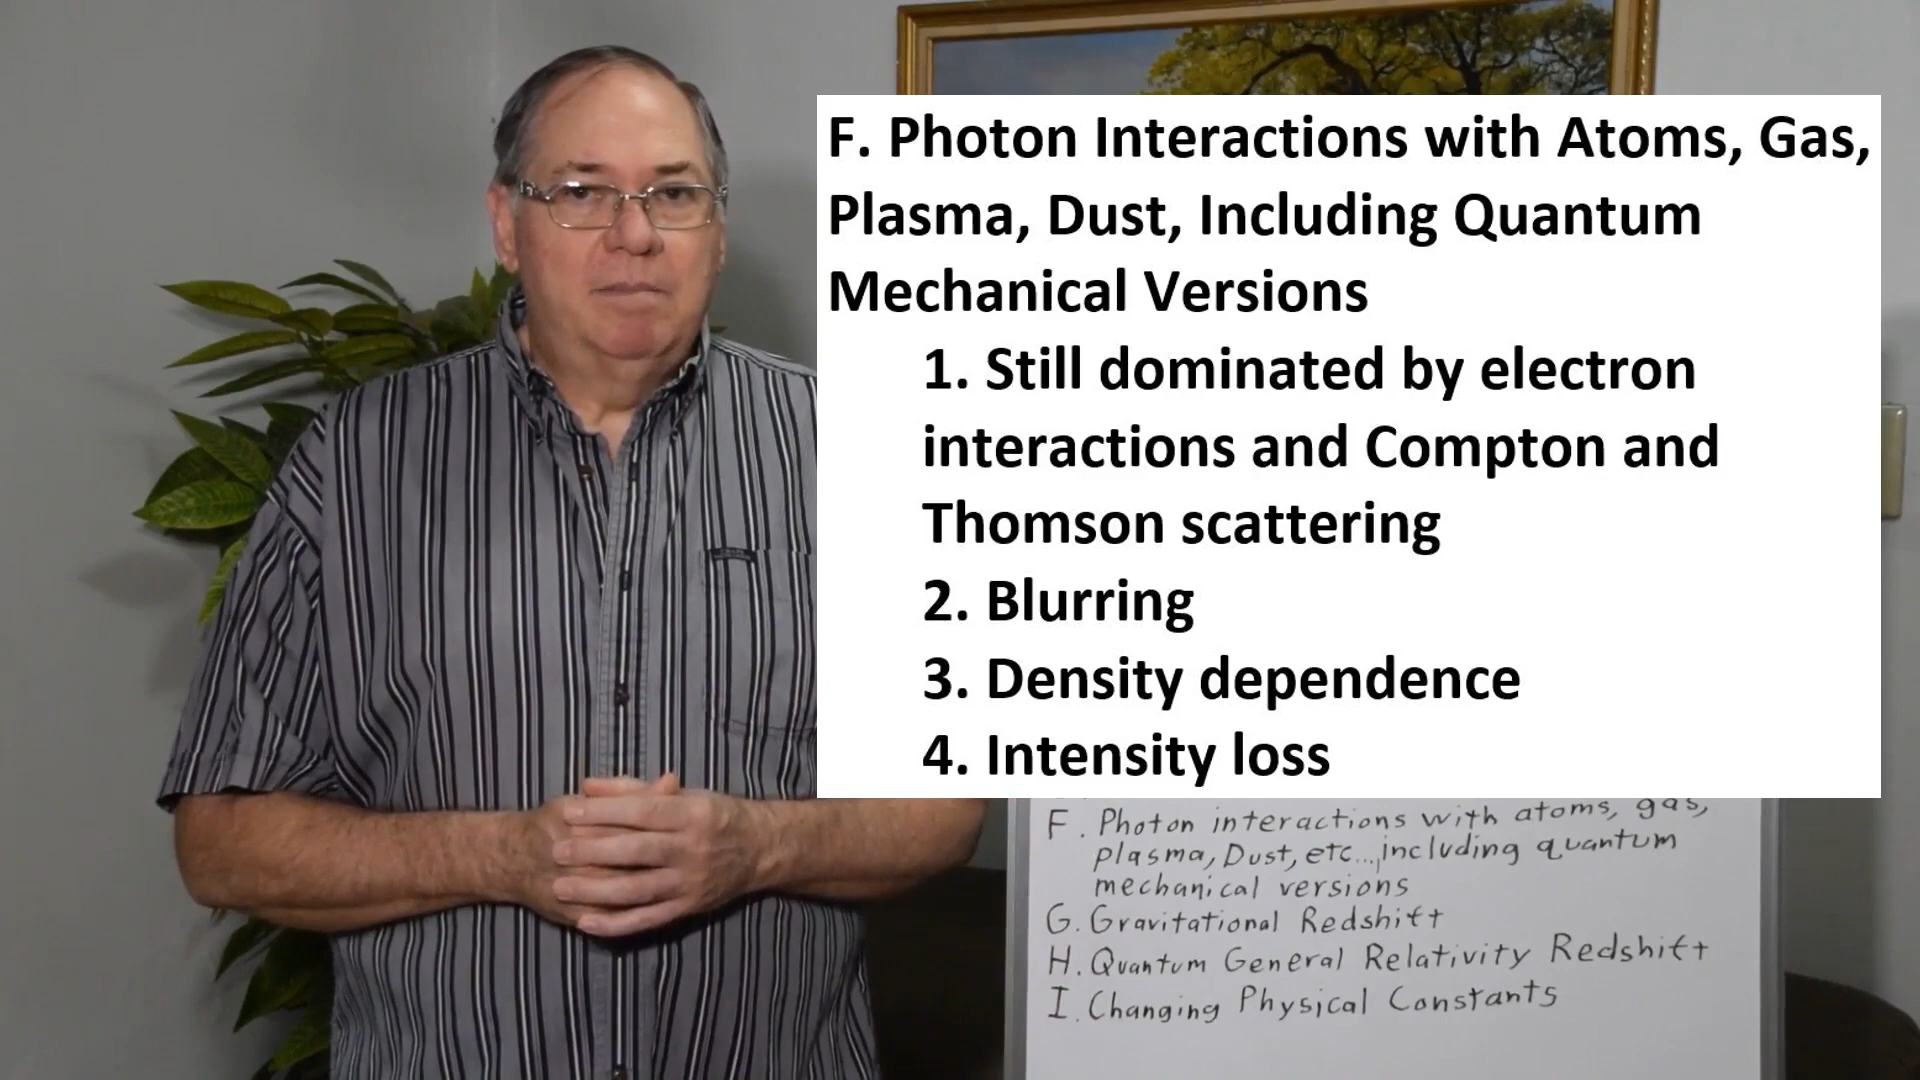 F. Photon Interactions with Atoms, Gas,
Plasma, Dust, Including Quantum
Mechanical Versions
1. Still dominated by electron
interactions and Compton and
Thomson scattering
2. Blurring
3. Density dependence
4. Intensity loss
F. Photon interactions with atoms, gas,
plasma, Dust, etc..., including quantum
mechanical versions
G. Gravitational Redshift
H. Quantum General Relativity Redshift
I. Changing Physical Constants